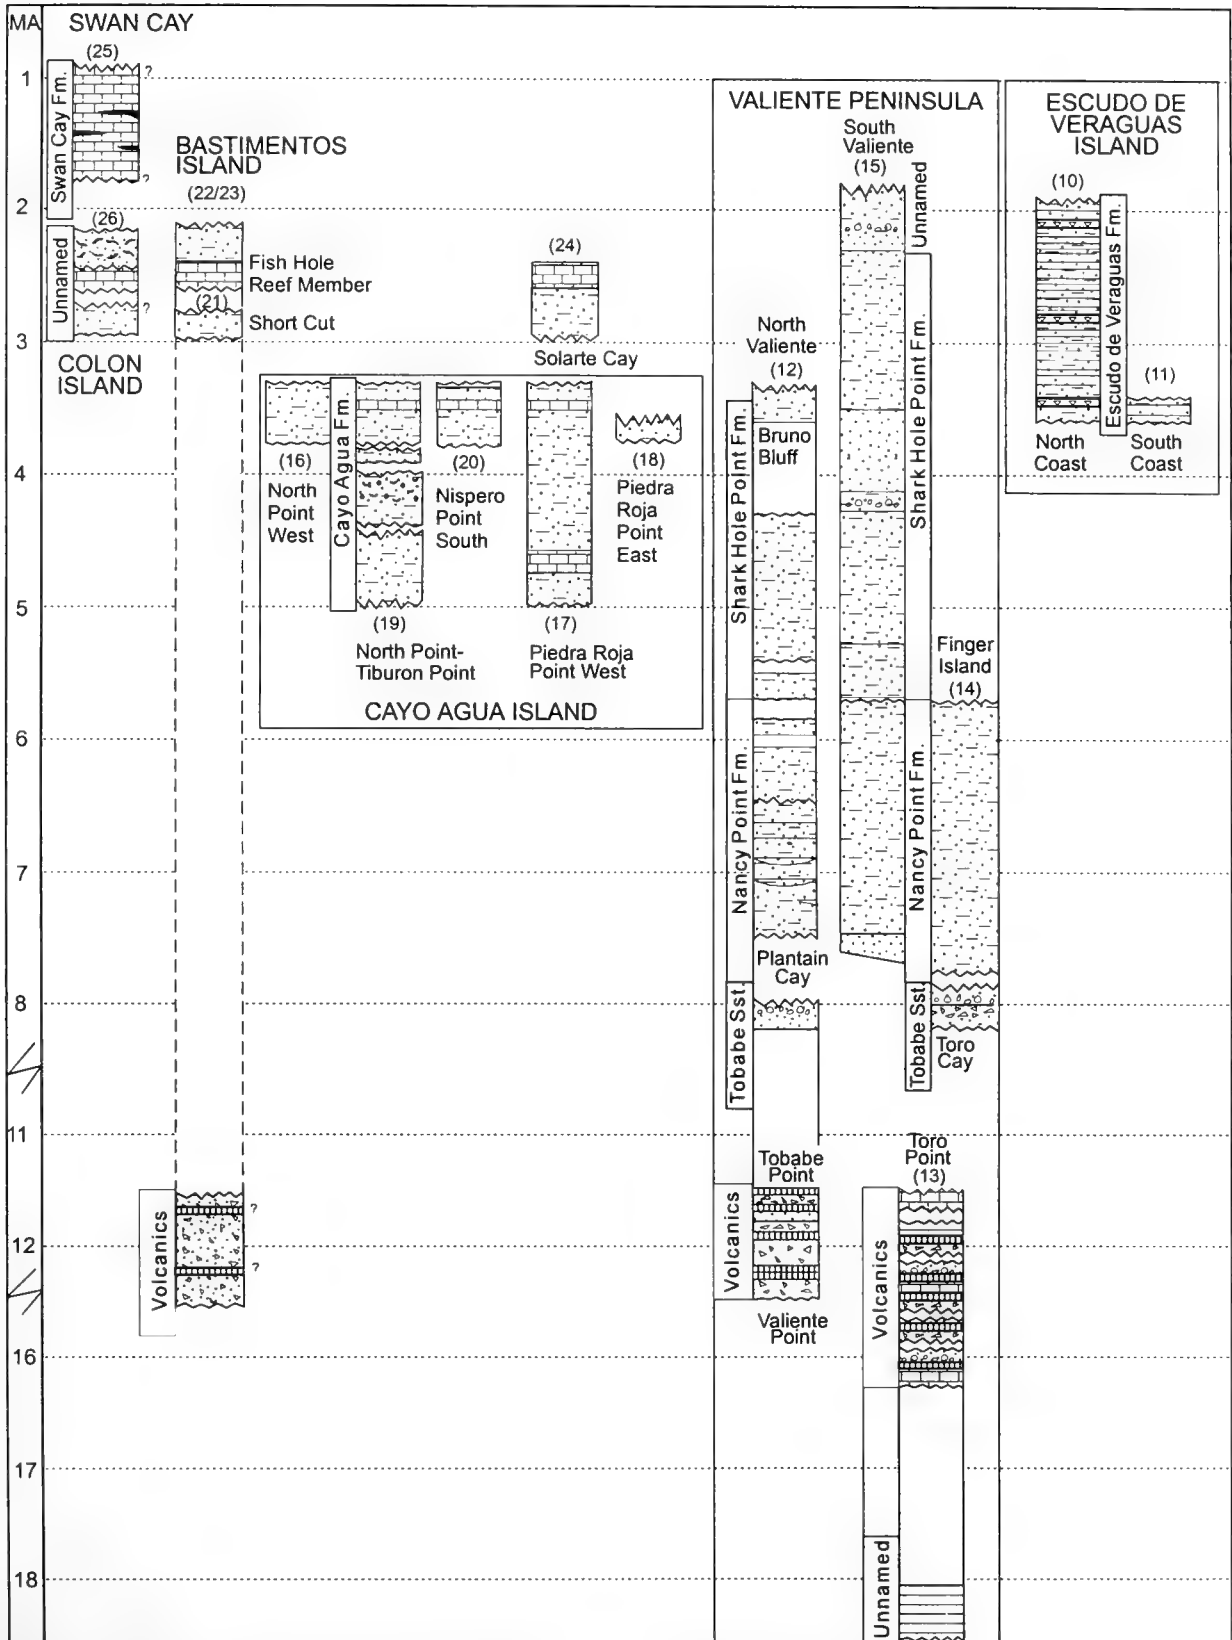 MA
SWAN CAY
(25)
?
1
Swan Cay Fm.
?
BASTIMENTOS
ISLAND
(22/23)
2
(26)
Unnamed
?
Fish Hole
Reef Member
(21)
Short Cut
3
COLON
ISLAND
(24)
Solarte Cay
Cayo Agua Fm.
(16)
North
Point
West
(20)
Nispero
Point
South
(18)
Piedra
Roja
Point
East
(19)
North Point-
Tiburon Point
(17)
Piedra Roja
Point West
CAYO AGUA ISLAND
4
5
6
7
8
11
12
16
17
18
Volcanics
?
?
VALIENTE PENINSULA
South
Valiente
(15)
Unnamed
North
Valiente
(12)
Shark Hole Point Fm.
Bruno
Bluff
Shark Hole Point Fm.
Finger
Island
(14)
Nancy Point Fm.
Nancy Point Fm.
Plantain
Cay
Tobabe Sst.
Tobabe Sst.
Toro
Cay
Tobabe
Point
Volcanics
Valiente
Point
Toro
Point
(13)
Volcanics
Unnamed
ESCUDO DE
VERAGUAS
ISLAND
(10)
Escudo de Veraguas Fm.
(11)
North
Coast
South
Coast